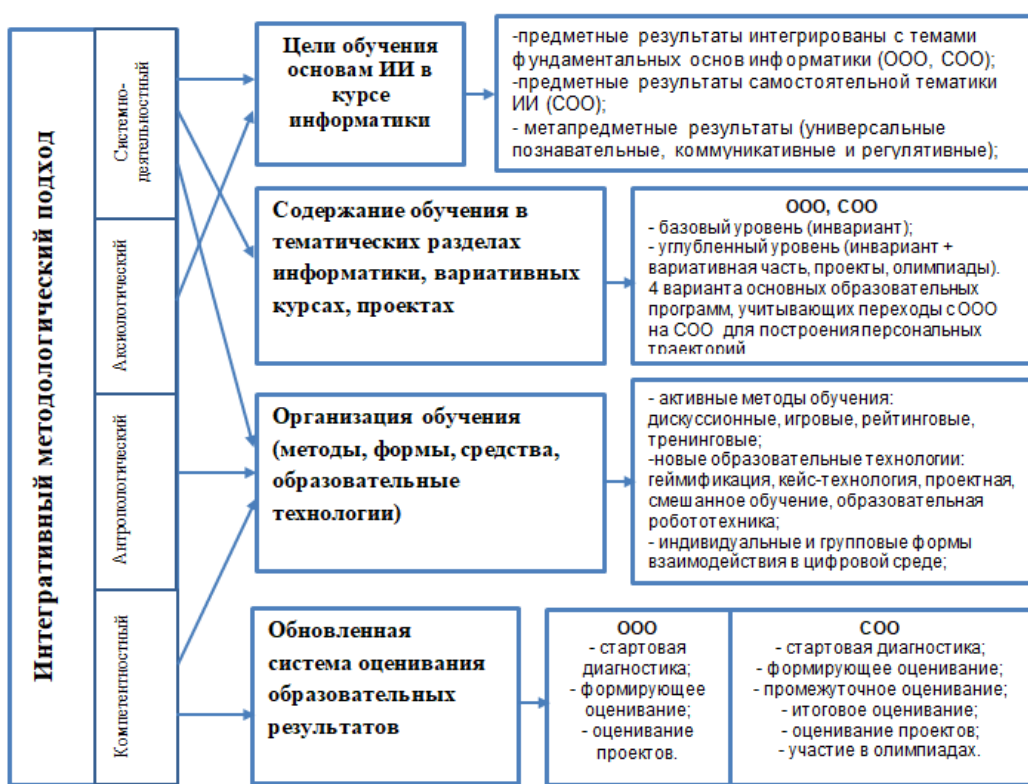 Интегративный методологический подход
Системно-
деятельностный
Аксиологический
Антропологический
Компетентностный
Цели обучения
основам ИИ в
курсе
информатики
-предметные результаты интегрированы с темами
фундаментальных основ информатики (ООО, СОО);
-предметные результаты самостоятельной тематики
ИИ (СОО);
- метапредметные результаты (универсальные
познавательные, коммуникативные и регулятивные);
Содержание обучения в
тематических разделах
информатики, вариативных
курсах, проектах
ООО, СОО
- базовый уровень (инвариант);
- углубленный уровень (инвариант +
вариативная часть, проекты, олимпиады).
4 варианта основных образовательных
программ, учитывающих переходы с ООО
на СОО для построения персональных
траекторий
Организация обучения
(методы, формы, средства,
образовательные
технологии)
- активные методы обучения:
дискуссионные, игровые, рейтинговые,
тренинговые;
-новые образовательные технологии:
геймификация, кейс-технология, проектная,
смешанное обучение, образовательная
робототехника;
- индивидуальные и групповые формы
взаимодействия в цифровой среде;
Обновленная
система оценивания
образовательных
результатов
ООО
- стартовая
диагностика;
- формирующее
оценивание;
- оценивание
проектов.
СОО
- стартовая диагностика;
- формирующее оценивание;
- промежуточное оценивание;
- итоговое оценивание;
- оценивание проектов;
- участие в олимпиадах.